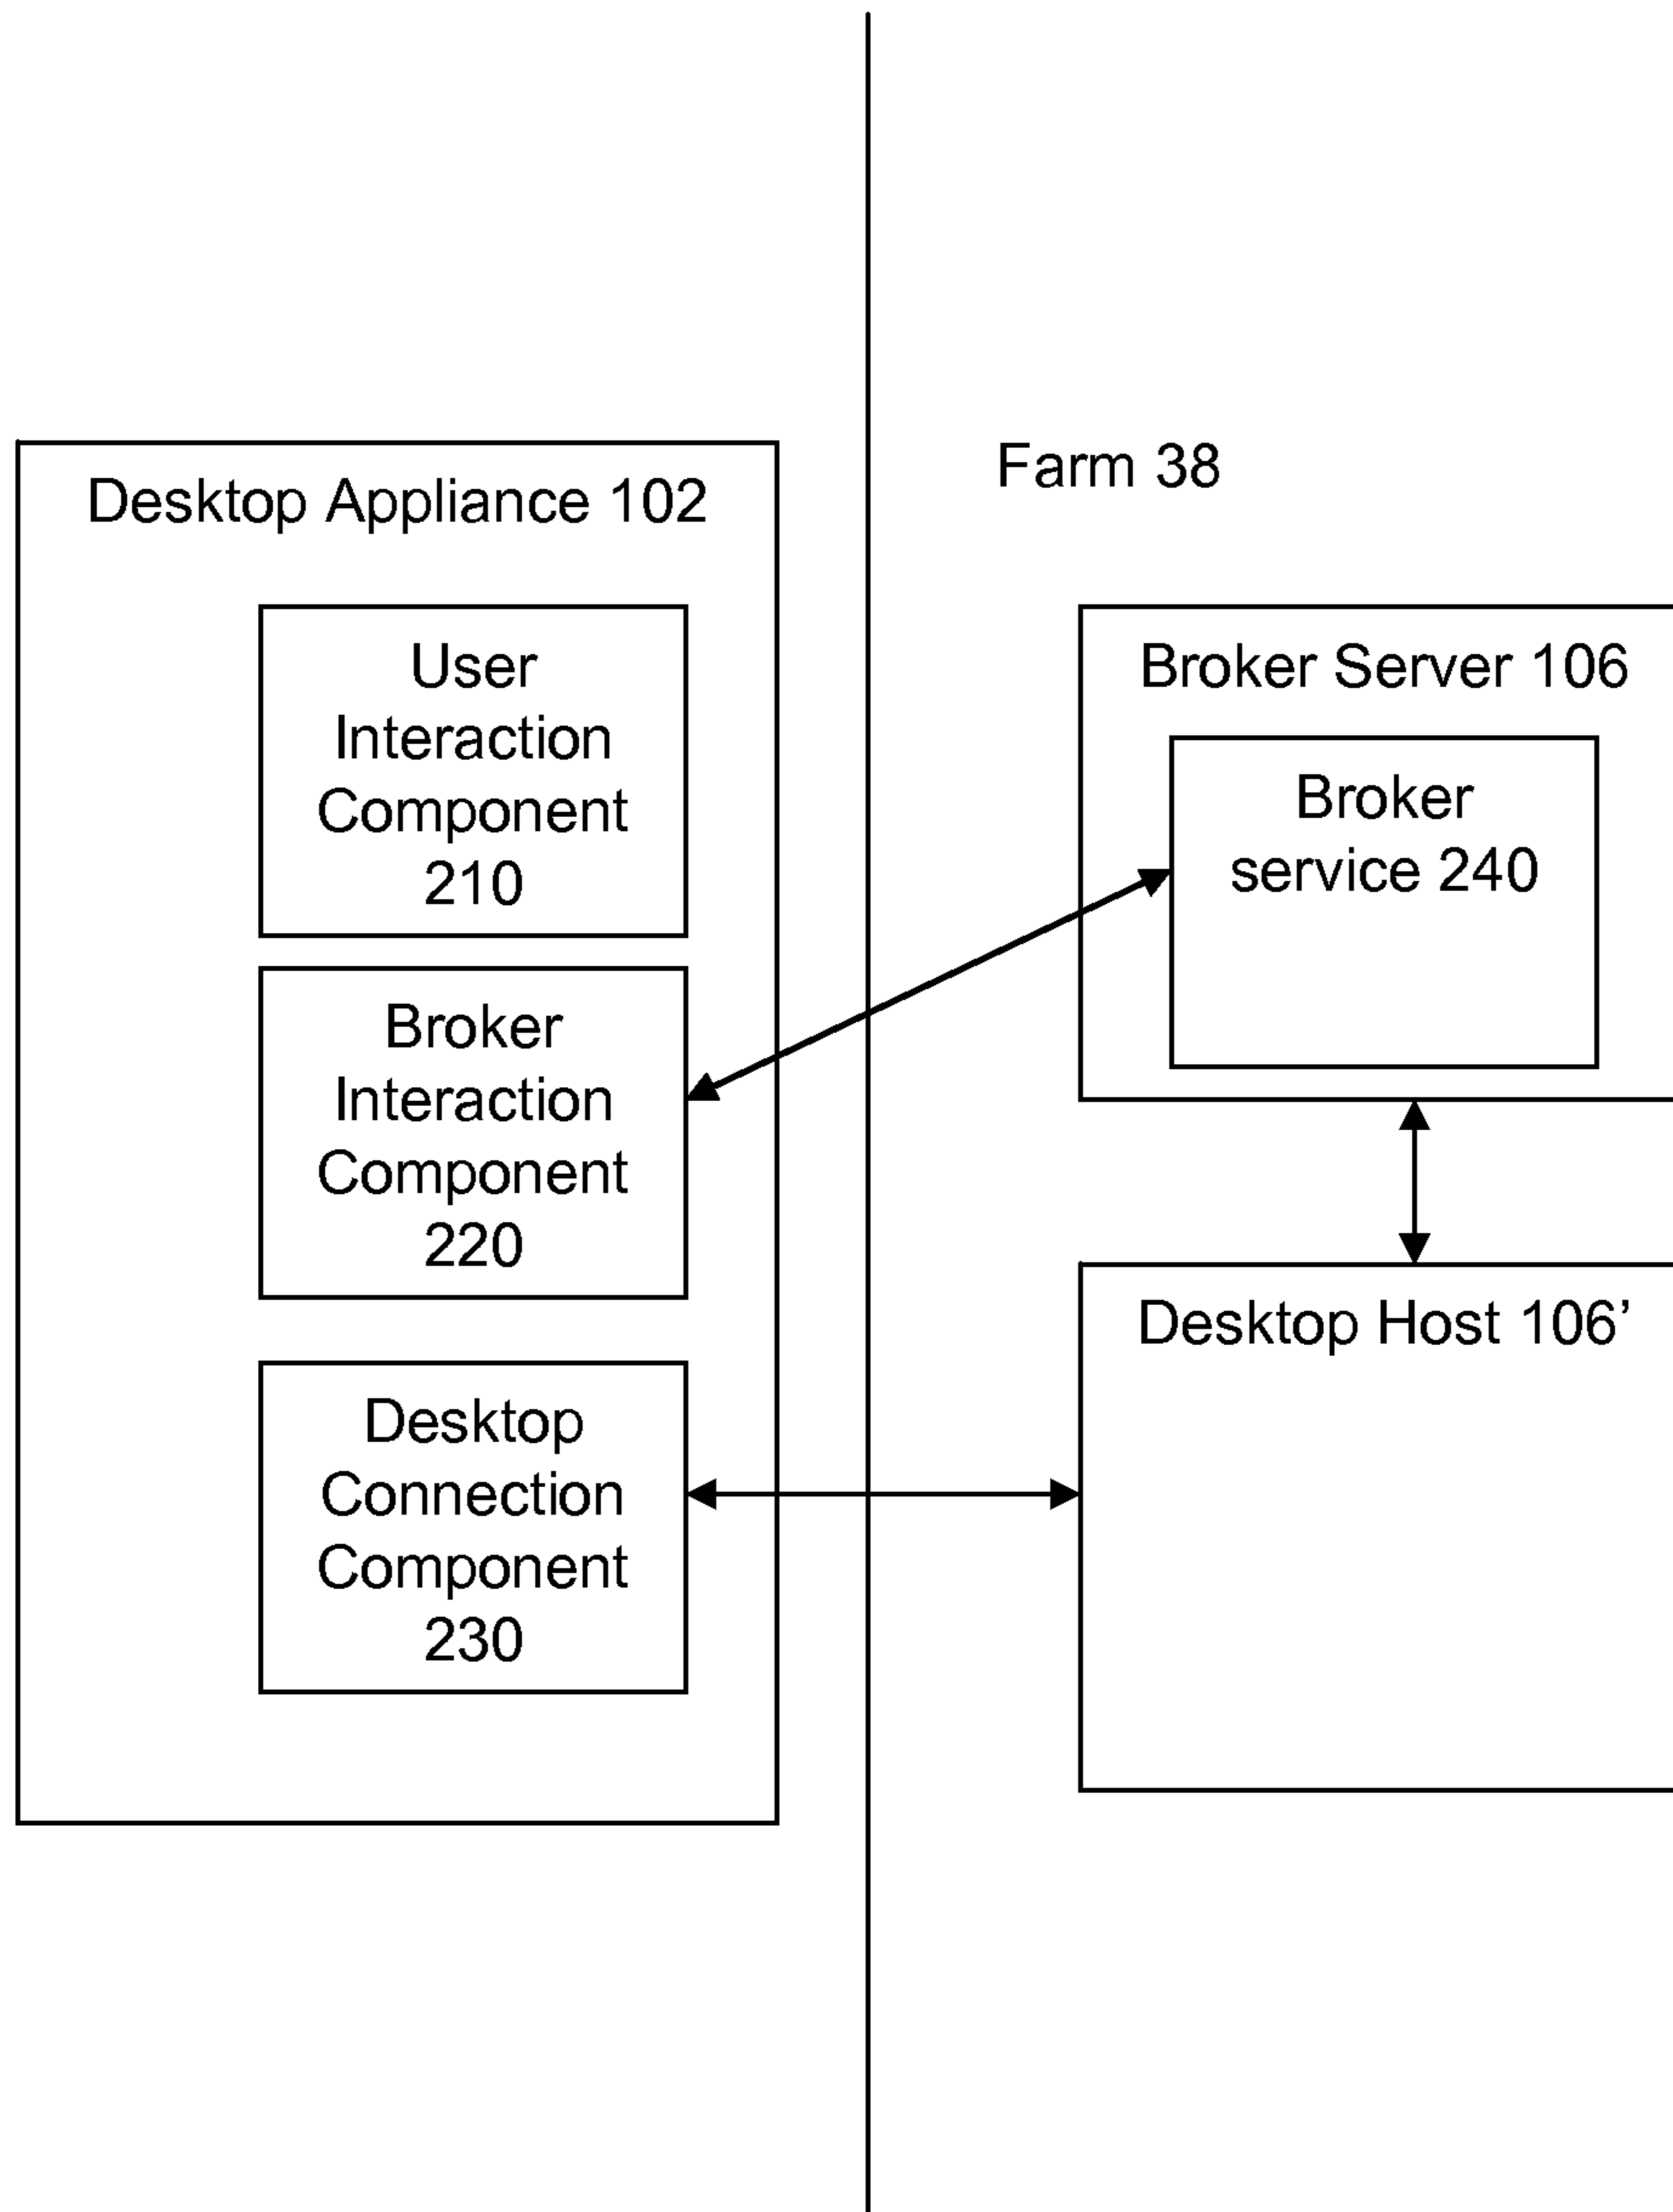 Desktop Appliance 102
User
Interaction
Component
210
Broker
Interaction
Component
220
Desktop
Connection
Component
230
Farm 38
Broker Server 106
Broker
service 240
Desktop Host 106’